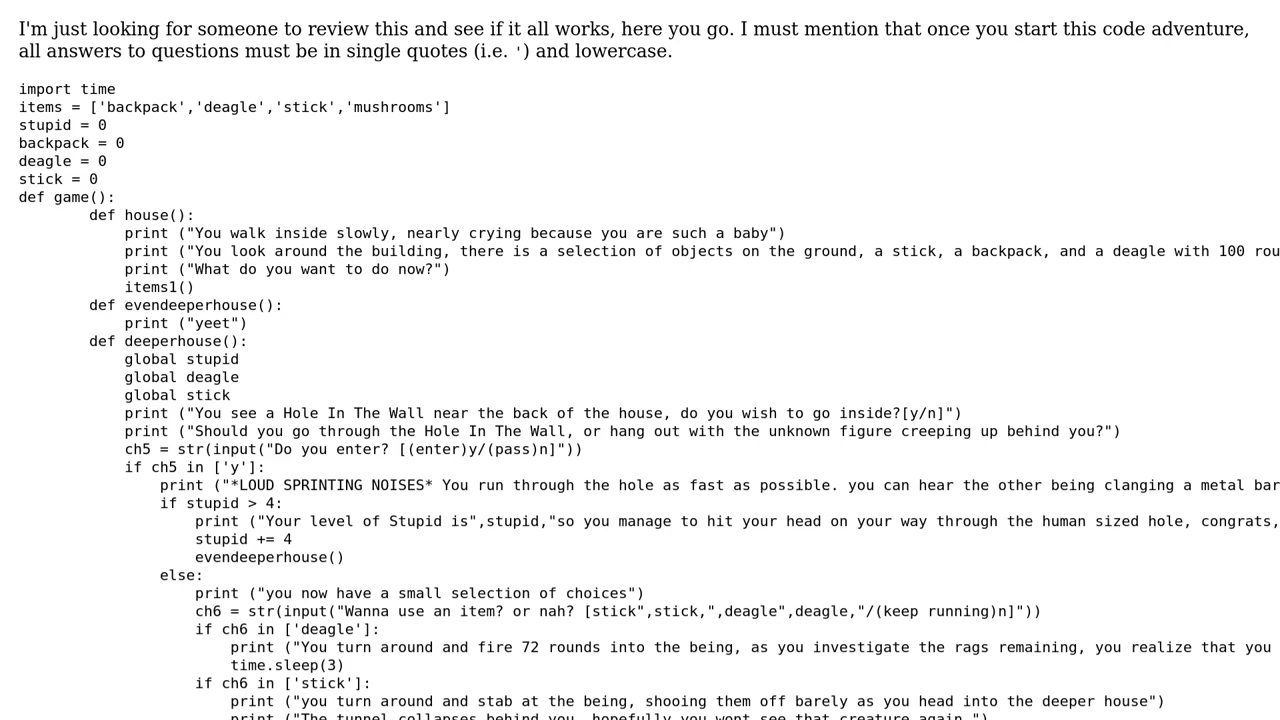 I'm just looking for someone to review this and see if it all works, here you go. I must mention that once you start this code adventure,
all answers to questions must be in single quotes (i.e. ') and lowercase.
import time
items = ['backpack','deagle','stick','mushrooms']
stupid = 0
backpack = 0
deagle = 0
stick = 0
def game():
        def house():
            print ("You walk inside slowly, nearly crying because you are such a baby")
            print ("You look around the building, there is a selection of objects on the ground, a stick, a backpack, and a deagle with 100
            print ("What do you want to do now?")
            items1()
        def evendeeperhouse():
            print ("yeet")
        def deeperhouse():
            global stupid
            global deagle
            global stick
            print ("You see a Hole In The Wall near the back of the house, do you wish to go inside?[y/n]")
            print ("Should you go through the Hole In The Wall, or hang out with the unknown figure creeping up behind you?")
            ch5 = str(input("Do you enter? [(enter)y/(pass)n]"))
            if ch5 in ['y']:
                print ("*LOUD SPRINTING NOISES* You run through the hole as fast as possible. you can hear the other being clanging a metal bar
                if stupid > 4:
                    print ("Your level of Stupid is",stupid,"so you manage to hit your head on your way through the human sized hole, congrats,
                    stupid += 4
                    evendeeperhouse()
                else:
                    print ("you now have a small selection of choices")
                    ch6 = str(input("Wanna use an item? or nah? [stick",stick,",deagle",deagle,"/(keep running)n]"))
                    if ch6 in ['deagle']:
                        print ("You turn around and fire 72 rounds into the being, as you investigate the rags remaining, you realize that you
                        time.sleep(3)
                    if ch6 in ['stick']:
                        print ("you turn around and stab at the being, shooing them off barely as you head into the deeper house")
                        print ("The tunnel collapses behind you, hopefully you wont see that creature again.")